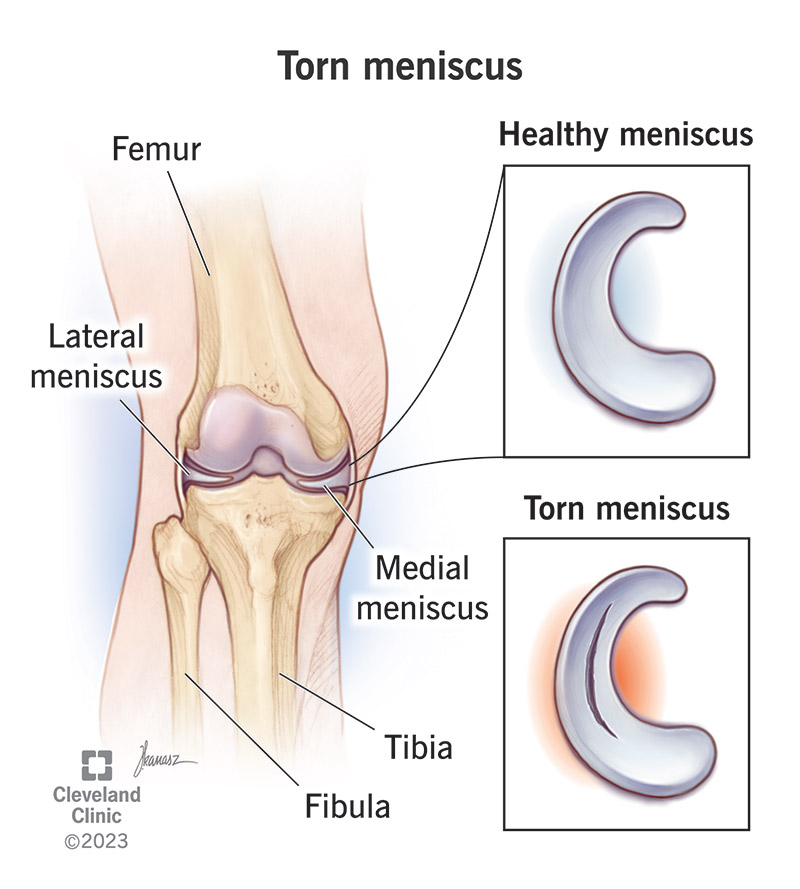 Torn meniscus
Healthy meniscus
Femur
Lateral
meniscus
Torn meniscus
Medial
meniscus
Tibia
Fibula
Cleveland
Clinic
©2023